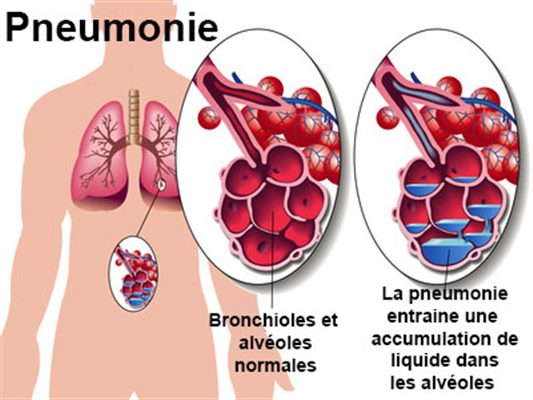 Pneumonie
Bronchioles et
alvéoles
normales
La pneumonie
entraine une
accumulation de
liquide dans
les alvéoles